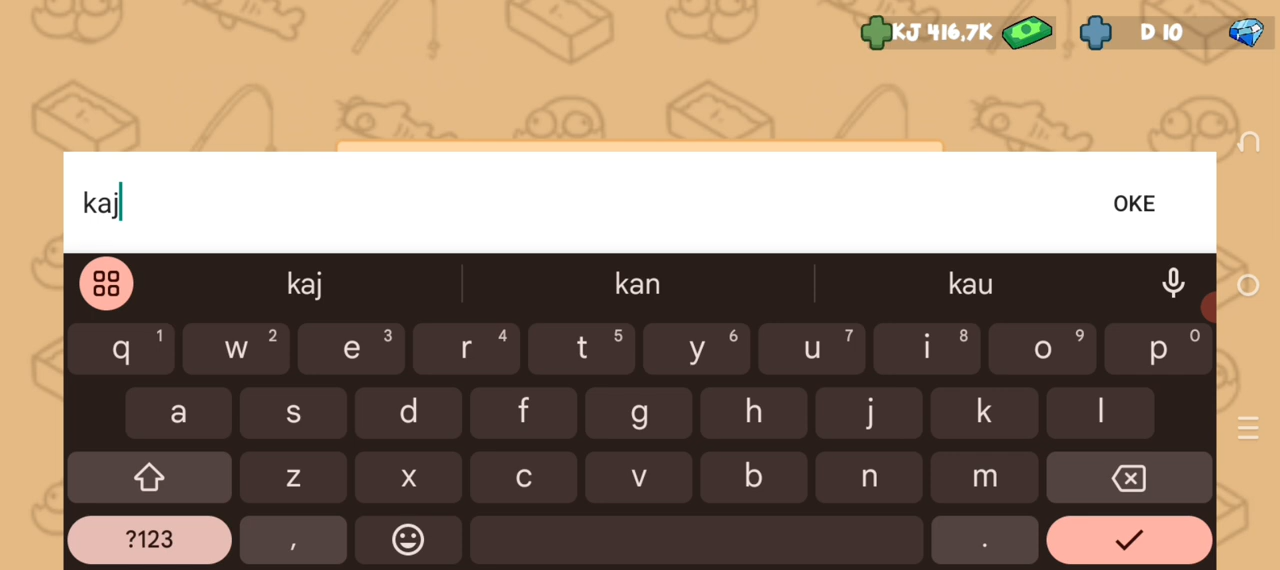 KJ 416,7K D 10
kaj OKE
kaj kan kau
q 1 w 2 e 3 r 4 t 5 y 6 u 7 i 8 o 9 p 0
a s d f g h j k l
z x c v b n m
?123 , .